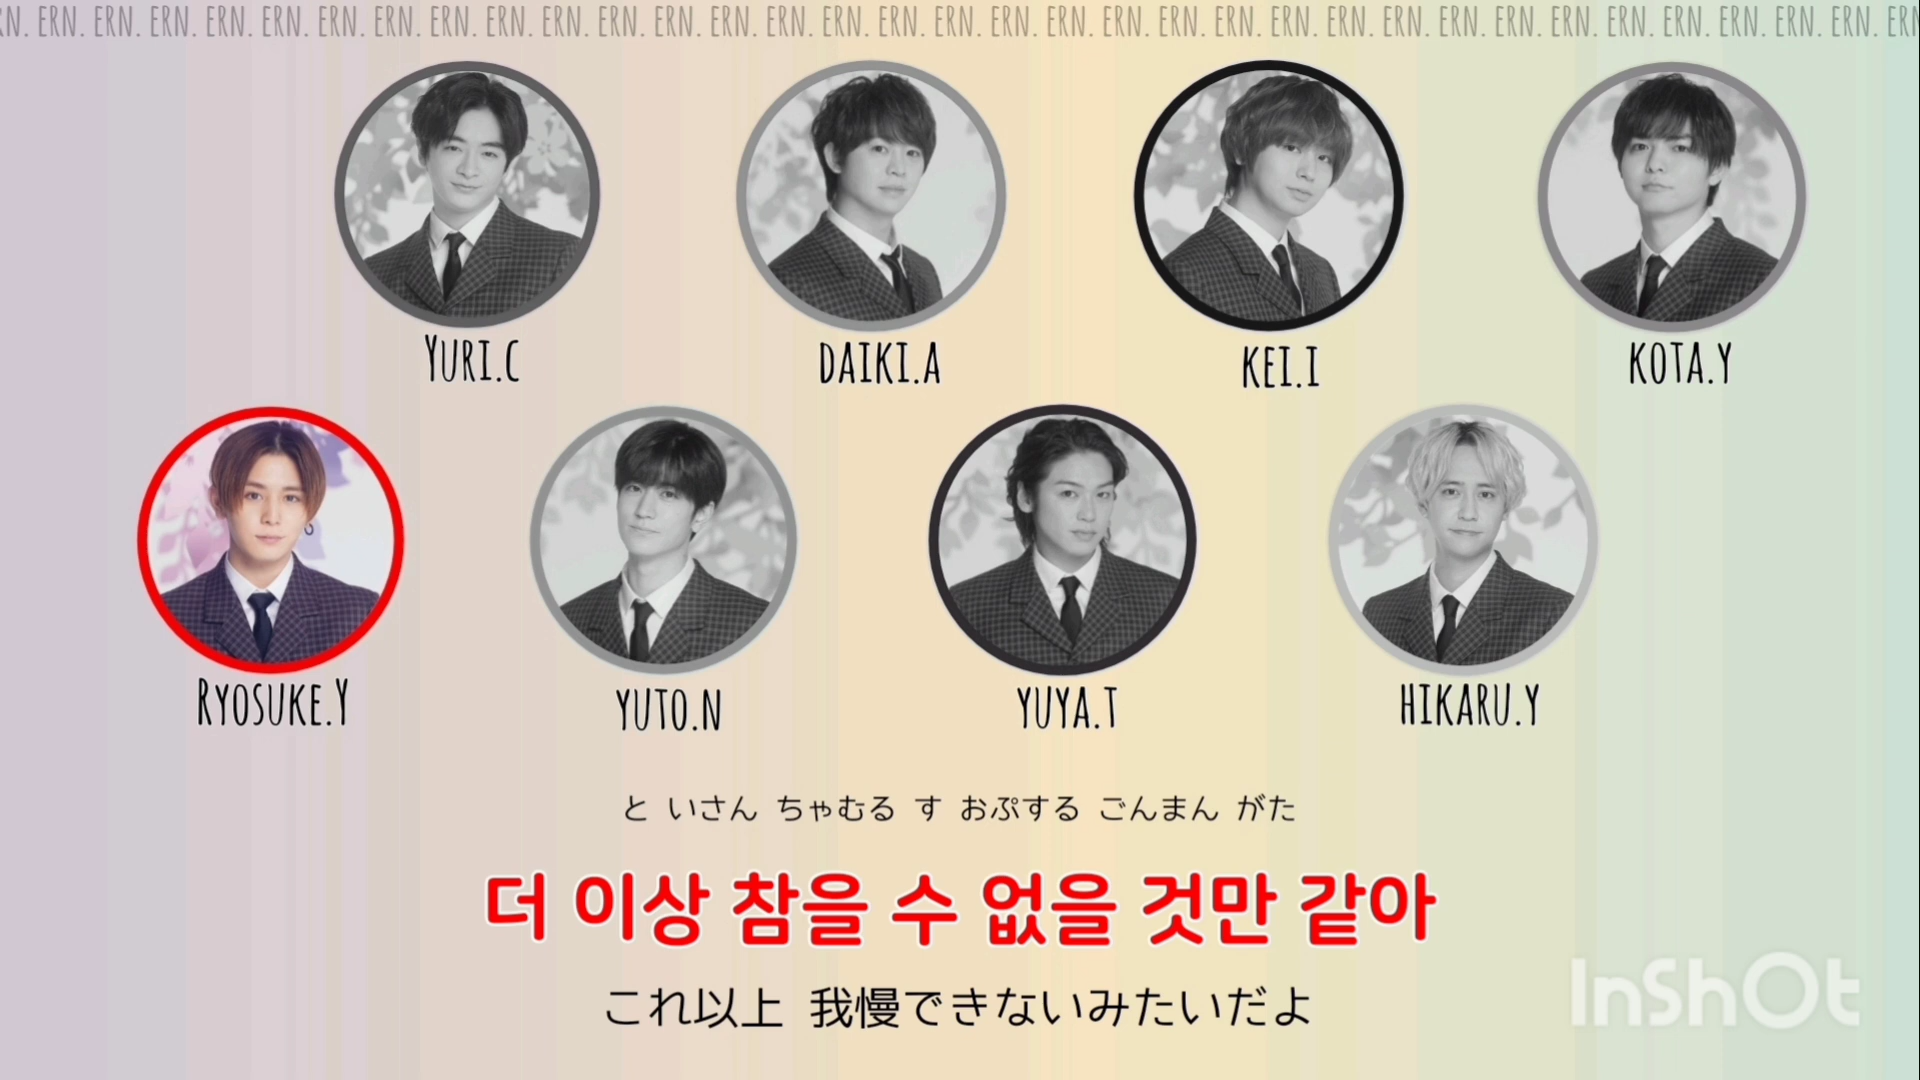 RN. ERN. ERN. ERN. ERN. ERN. ERN. ERN. ERN. ERN. ERN. ERN. ERN. ERN. ERN. ERN. ERN. ERN. ERN. ERN. ERN. ERN. ERN. ERN. ERN. ERN. ERN. ERN. ERN. ERN. ERN. ERN. ERN. ERN. ERN
YURI.C DAIKI.A KEI.I KOTA.Y
RYOSUKE.Y YUTO.N YUYA.T HIKARU.Y
と いさん ちゃむる す おぷする ごんまん がた
더 이상 참을 수 없을 것만 같아
これ以上 我慢できないみたいだよ
InShOt